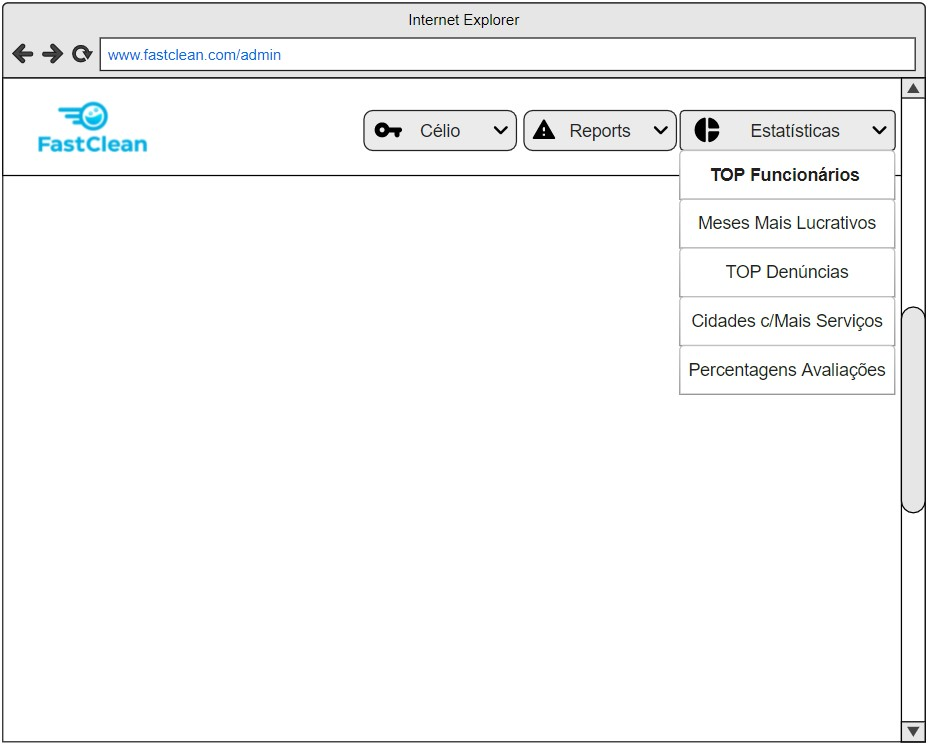 Internet Explorer
www.fastclean.com/admin
FastClean
Célio
Reports
Estatísticas
TOP Funcionários
Meses Mais Lucrativos
TOP Denúncias
Cidades c/Mais Serviços
Percentagens Avaliações